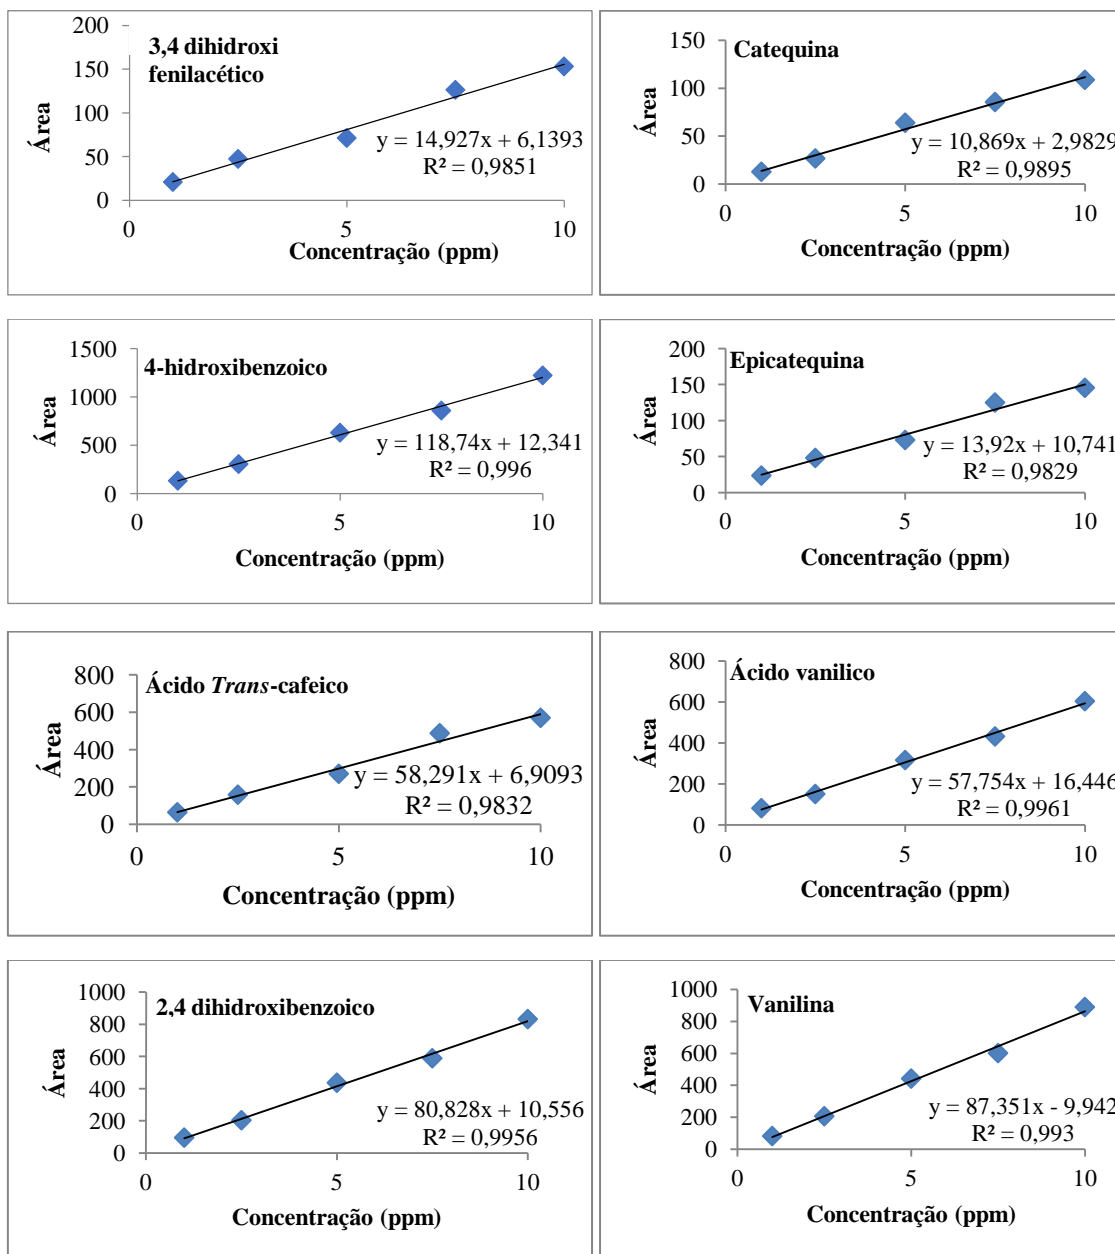 3,4 dihidroxi
fenilacético
Área
200
150
100
50
0
0 5 10
Concentração (ppm)
y = 14,927x + 6,1393
R² = 0,9851
Catequina
Área
150
100
50
0
0 5 10
Concentração (ppm)
y = 10,869x + 2,9829
R² = 0,9895
4-hidroxibenzoico
Área
1500
1000
500
0
0 5 10
Concentração (ppm)
y = 118,74x + 12,341
R² = 0,996
Epicatequina
Área
200
150
100
50
0
0 5 10
Concentração (ppm)
y = 13,92x + 10,741
R² = 0,9829
Ácido Trans-cafeico
Área
800
600
400
200
0
0 5 10
Concentração (ppm)
y = 58,291x + 6,9093
R² = 0,9832
Ácido vanilico
Área
800
600
400
200
0
0 5 10
Concentração (ppm)
y = 57,754x + 16,446
R² = 0,9961
2,4 dihidroxibenzoico
Área
1000
800
600
400
200
0
0 5 10
Concentração (ppm)
y = 80,828x + 10,556
R² = 0,9956
Vanilina
Área
1000
800
600
400
200
0
0 5 10
Concentração (ppm)
y = 87,351x - 9,942
R² = 0,993